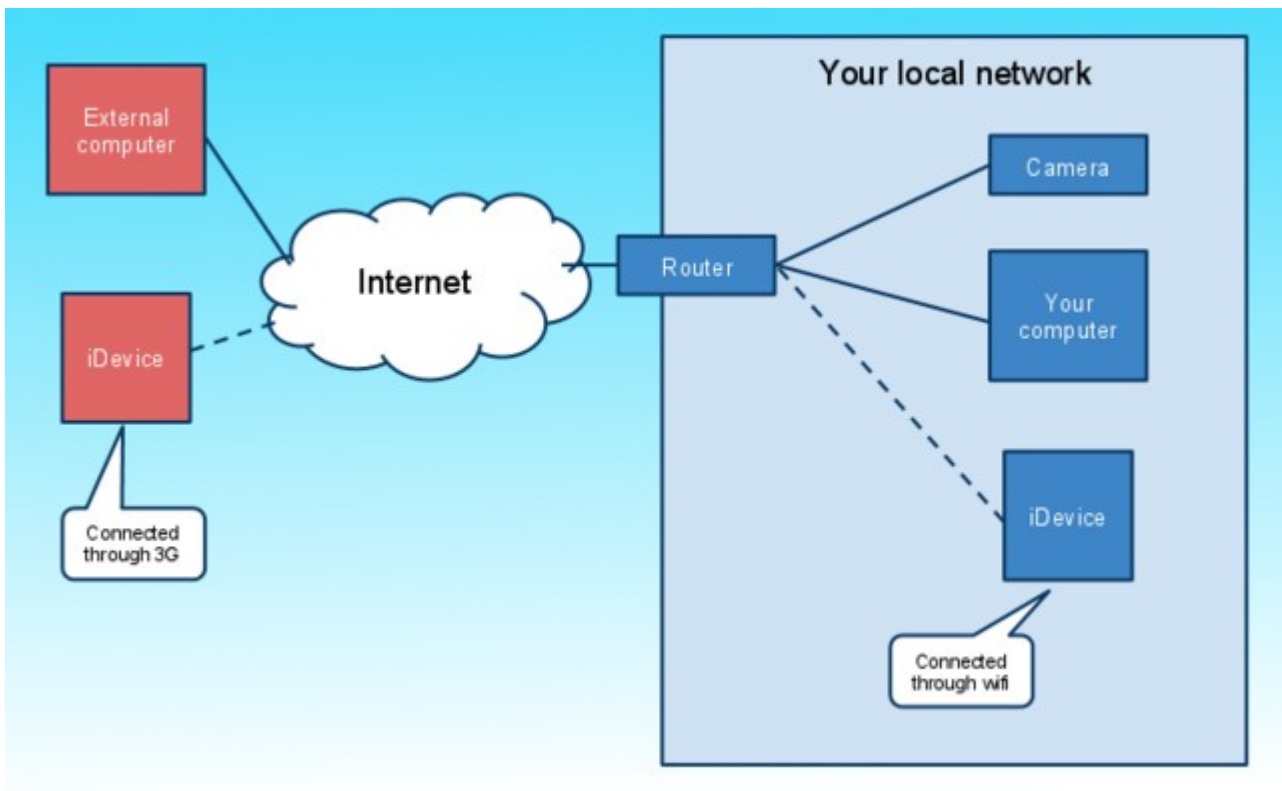 Your local network
External
computer
Camera
Internet
Router
Your
computer
iDevice
Connected
through 3G
iDevice
Connected
through wifi